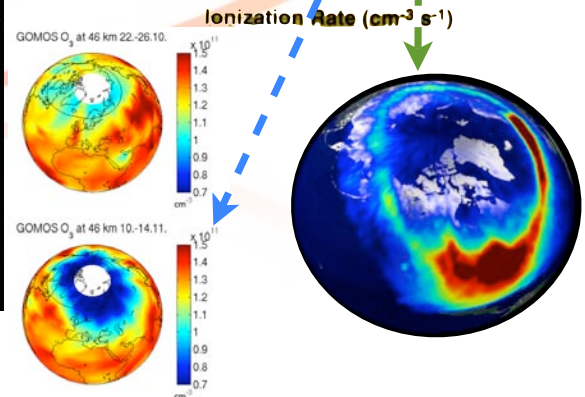 Ionization Rate (cm⁻³ s⁻¹)
GOMOS O₃ at 46 km 22.-26.10.
x 10¹¹
1.5
1.4
1.3
1.2
1.1
1
0.9
0.8
0.7
cm⁻³
GOMOS O₃ at 46 km 10.-14.11.
x 10¹¹
1.5
1.4
1.3
1.2
1.1
1
0.9
0.8
0.7
cm⁻³